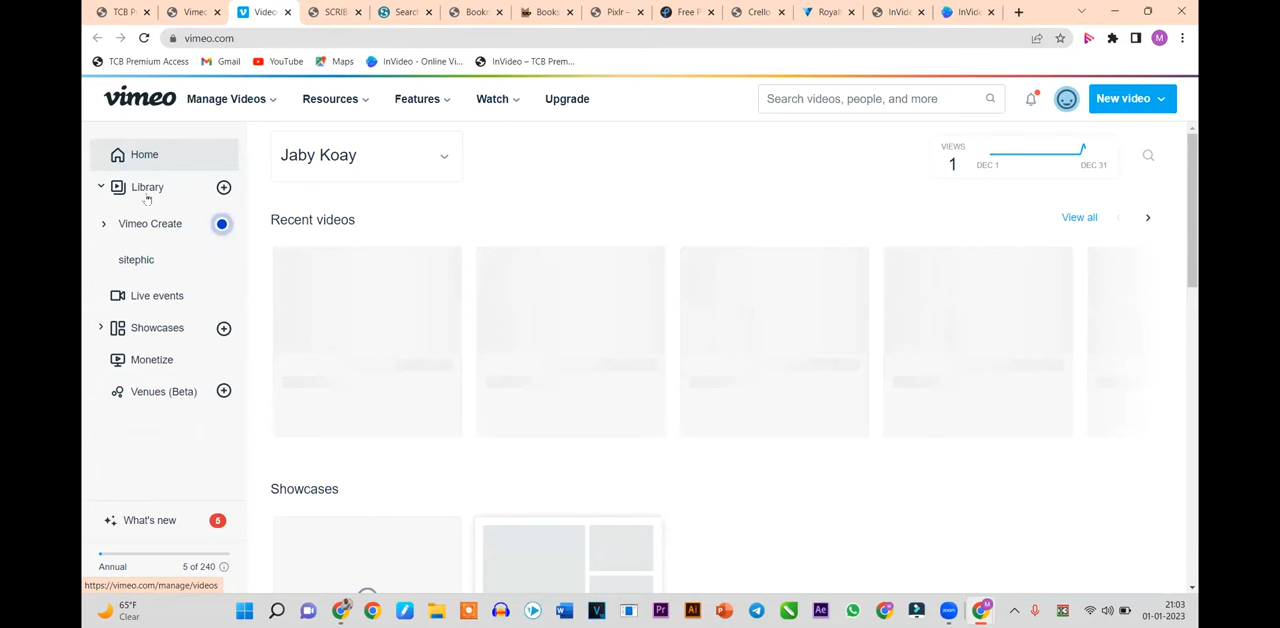 TCB P
Vimeo
Video
SCRIB
Search
Bookm
Books
Pixlr –
Free P
Crello
Royal
InVide
InVide
vimeo.com
M
TCB Premium Access
Gmail
YouTube
Maps
InVideo - Online Vi...
InVideo – TCB Prem...
vimeo
Manage Videos
Resources
Features
Watch
Upgrade
Search videos, people, and more
New video
Home
Library
Vimeo Create
sitephic
Live events
Showcases
Monetize
Venues (Beta)
What's new
5
Annual
5 of 240
https://vimeo.com/manage/videos
Jaby Koay
VIEWS
1
DEC 1
DEC 31
Recent videos
View all
Showcases
65°F
Clear
21:03
01-01-2023